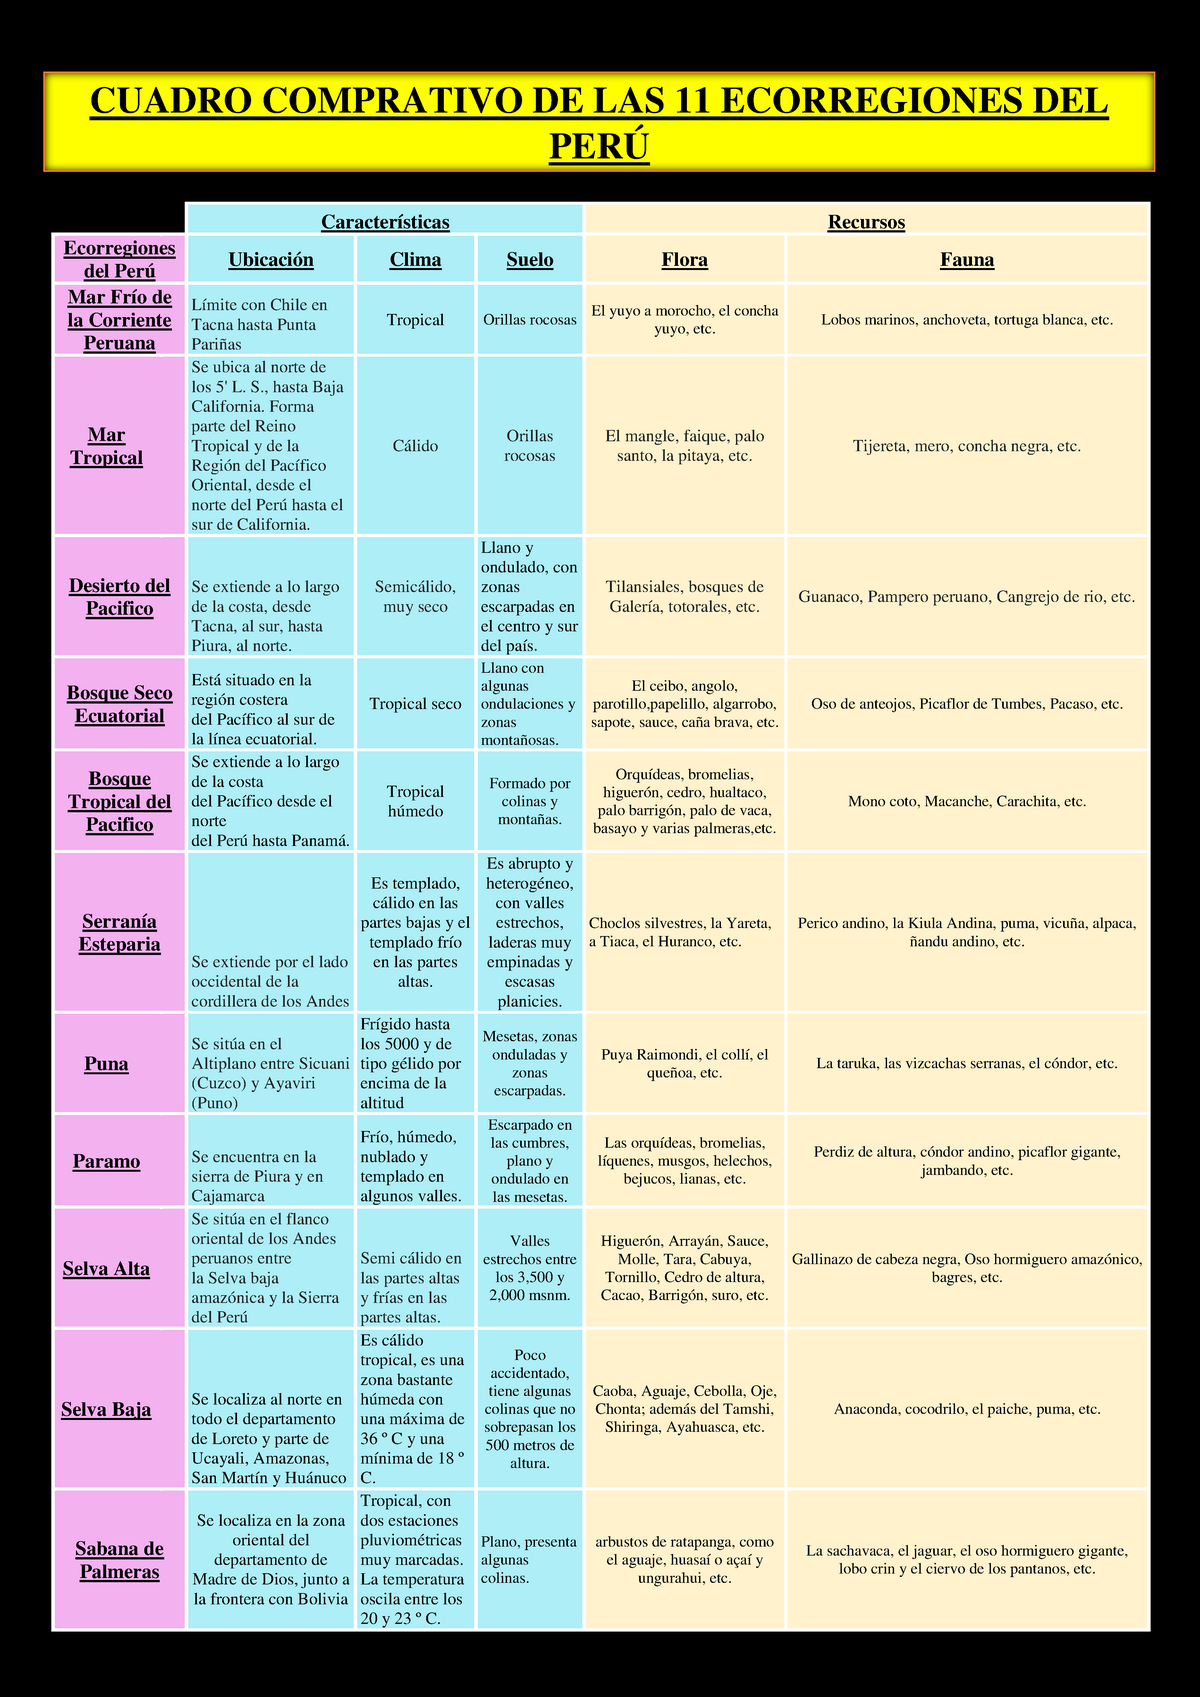 CUADRO COMPRATIVO DE LAS 11 ECORREGIONES DEL
PERÚ
Características
Recursos
Ecorregiones
del Perú
Ubicación
Clima
Suelo
Flora
Fauna
Mar Frío de
la Corriente
Peruana
Límite con Chile en
Tacna hasta Punta
Pariñas
Tropical
Orillas rocosas
El yuyo a morocho, el concha
yuyo, etc.
Lobos marinos, anchoveta, tortuga blanca, etc.
Mar
Tropical
Se ubica al norte de
los 5' L. S., hasta Baja
California. Forma
parte del Reino
Tropical y de la
Región del Pacífico
Oriental, desde el
norte del Perú hasta el
sur de California.
Cálido
Orillas
rocosas
El mangle, faique, palo
santo, la pitaya, etc.
Tijereta, mero, concha negra, etc.
Desierto del
Pacifico
Se extiende a lo largo
de la costa, desde
Tacna, al sur, hasta
Piura, al norte.
Semicálido,
muy seco
Llano y
ondulado, con
zonas
escarpadas en
el centro y sur
del país.
Tilansiales, bosques de
Galería, totorales, etc.
Guanaco, Pampero peruano, Cangrejo de rio, etc.
Bosque Seco
Ecuatorial
Está situado en la
región costera
del Pacífico al sur de
la línea ecuatorial.
Tropical seco
Llano con
algunas
ondulaciones y
zonas
montañosas.
El ceibo, angolo,
parotillo,papelillo, algarrobo,
sapote, sauce, caña brava, etc.
Oso de anteojos, Picaflor de Tumbes, Pacaso, etc.
Bosque
Tropical del
Pacifico
Se extiende a lo largo
de la costa
del Pacífico desde el
norte
del Perú hasta Panamá.
Tropical
húmedo
Formado por
colinas y
montañas.
Orquídeas, bromelias,
higuerón, cedro, hualtaco,
palo barrigón, palo de vaca,
basayo y varias palmeras,etc.
Mono coto, Macanche, Carachita, etc.
Serranía
Esteparia
Se extiende por el lado
occidental de la
cordillera de los Andes
Es templado,
cálido en las
partes bajas y el
templado frío
en las partes
altas.
Es abrupto y
heterogéneo,
con valles
estrechos,
laderas muy
empinadas y
escasas
planicies.
Choclos silvestres, la Yareta,
a Tiaca, el Huranco, etc.
Perico andino, la Kiula Andina, puma, vicuña, alpaca,
ñandu andino, etc.
Puna
Se sitúa en el
Altiplano entre Sicuani
(Cuzco) y Ayaviri
(Puno)
Frígido hasta
los 5000 y de
tipo gélido por
encima de la
altitud
Mesetas, zonas
onduladas y
zonas
escarpadas.
Puya Raimondi, el collí, el
queñoa, etc.
La taruka, las vizcachas serranas, el cóndor, etc.
Paramo
Se encuentra en la
sierra de Piura y en
Cajamarca
Frío, húmedo,
nublado y
templado en
algunos valles.
Escarpado en
las cumbres,
plano y
ondulado en
las mesetas.
Las orquídeas, bromelias,
líquenes, musgos, helechos,
bejucos, lianas, etc.
Perdiz de altura, cóndor andino, picaflor gigante,
jambando, etc.
Selva Alta
Se sitúa en el flanco
oriental de los Andes
peruanos entre
la Selva baja
amazónica y la Sierra
del Perú
Semi cálido en
las partes altas
y frías en las
partes altas.
Valles
estrechos entre
los 3,500 y
2,000 msnm.
Higuerón, Arrayán, Sauce,
Molle, Tara, Cabuya,
Tornillo, Cedro de altura,
Cacao, Barrigón, suro, etc.
Gallinazo de cabeza negra, Oso hormiguero amazónico,
bagres, etc.
Selva Baja
Se localiza al norte en
todo el departamento
de Loreto y parte de
Ucayali, Amazonas,
San Martín y Huánuco
Es cálido
tropical, es una
zona bastante
húmeda con
una máxima de
36 º C y una
mínima de 18 º
C.
Poco
accidentado,
tiene algunas
colinas que no
sobrepasan los
500 metros de
altura.
Caoba, Aguaje, Cebolla, Oje,
Chonta; además del Tamshi,
Shiringa, Ayahuasca, etc.
Anaconda, cocodrilo, el paiche, puma, etc.
Sabana de
Palmeras
Se localiza en la zona
oriental del
departamento de
Madre de Dios, junto a
la frontera con Bolivia
Tropical, con
dos estaciones
pluviométricas
muy marcadas.
La temperatura
oscila entre los
20 y 23 º C.
Plano, presenta
algunas
colinas.
arbustos de ratapanga, como
el aguaje, huasaí o açaí y
ungurahui, etc.
La sachavaca, el jaguar, el oso hormiguero gigante,
lobo crin y el ciervo de los pantanos, etc.